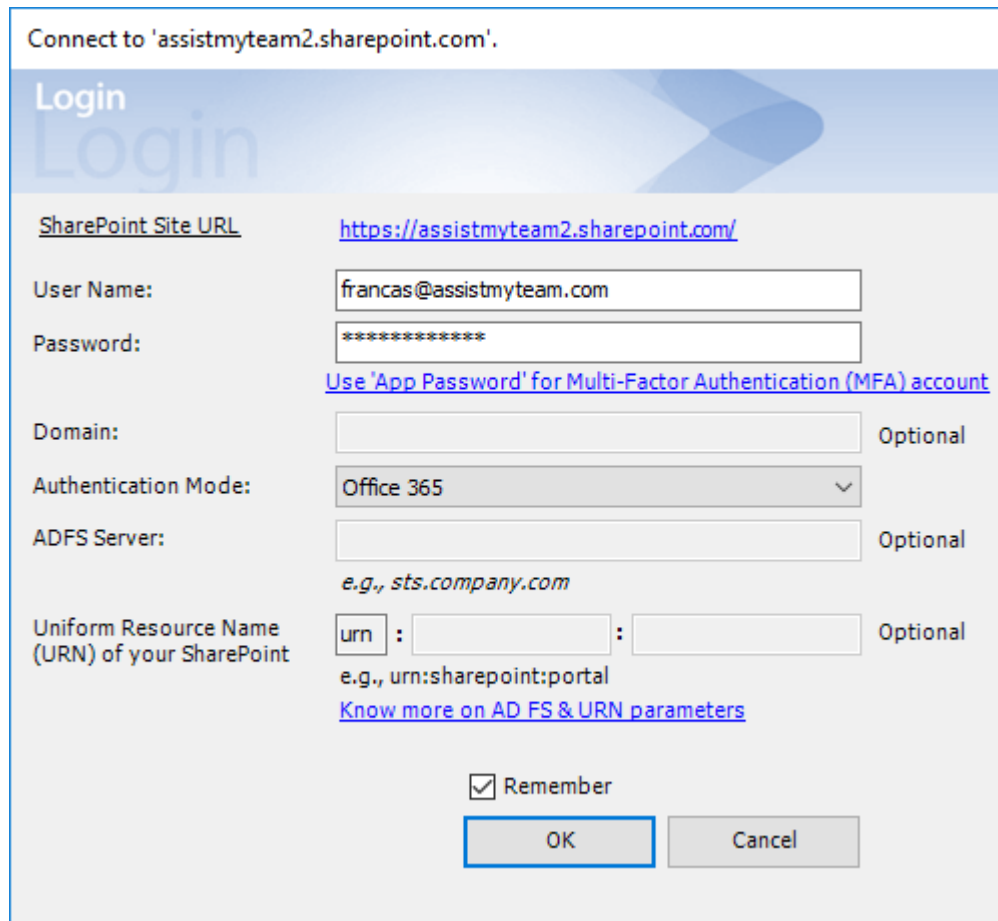 Connect to 'assistmyteam2.sharepoint.com'.
Login
Login
SharePoint Site URL https://assistmyteam2.sharepoint.com/
User Name: francas@assistmyteam.com
Password: ************
Use 'App Password' for Multi-Factor Authentication (MFA) account
Domain: Optional
Authentication Mode: Office 365
ADFS Server: Optional
e.g., sts.company.com
Uniform Resource Name urn : : Optional
(URN) of your SharePoint
e.g., urn:sharepoint:portal
Know more on AD FS & URN parameters
Remember
OK Cancel